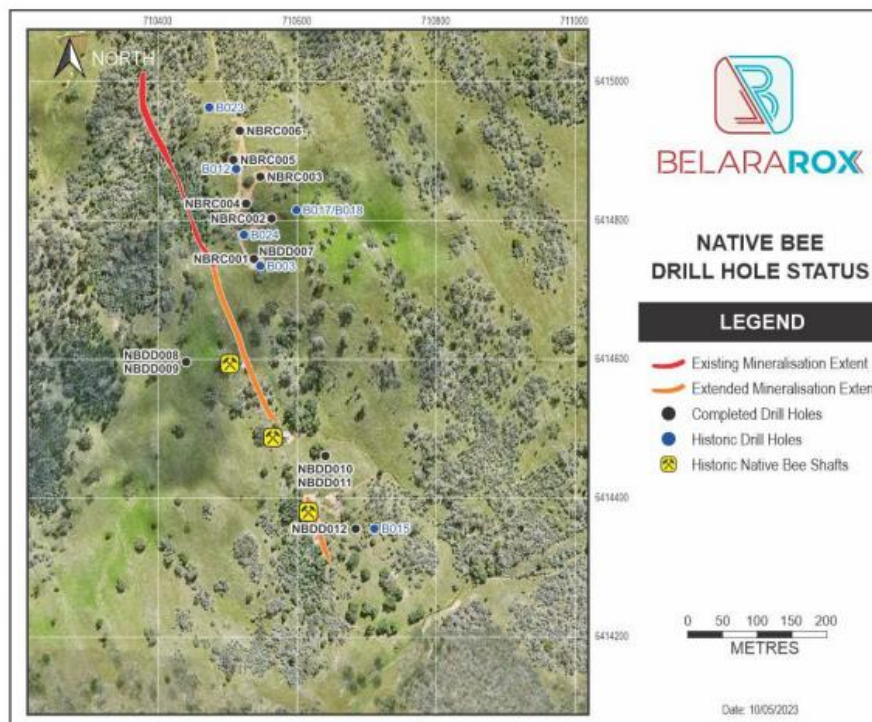 710400
710600
710800
711000
NORTH
6415000
B023
NBRC006
NBRC005
B012
NBRC003
NBRC004
B017/B018
NBRC002
6414800
B024
NBDD007
NBRC001
B003
NBDD008
NBDD009
6414600
NBDD010
NBDD011
6414400
NBDD012
B015
6414200
BELARAROX
NATIVE BEE
DRILL HOLE STATUS
LEGEND
Existing Mineralisation Extent
Extended Mineralisation Exten
Completed Drill Holes
Historic Drill Holes
Historic Native Bee Shafts
0 50 100 150 200
METRES
Date: 10/05/2023